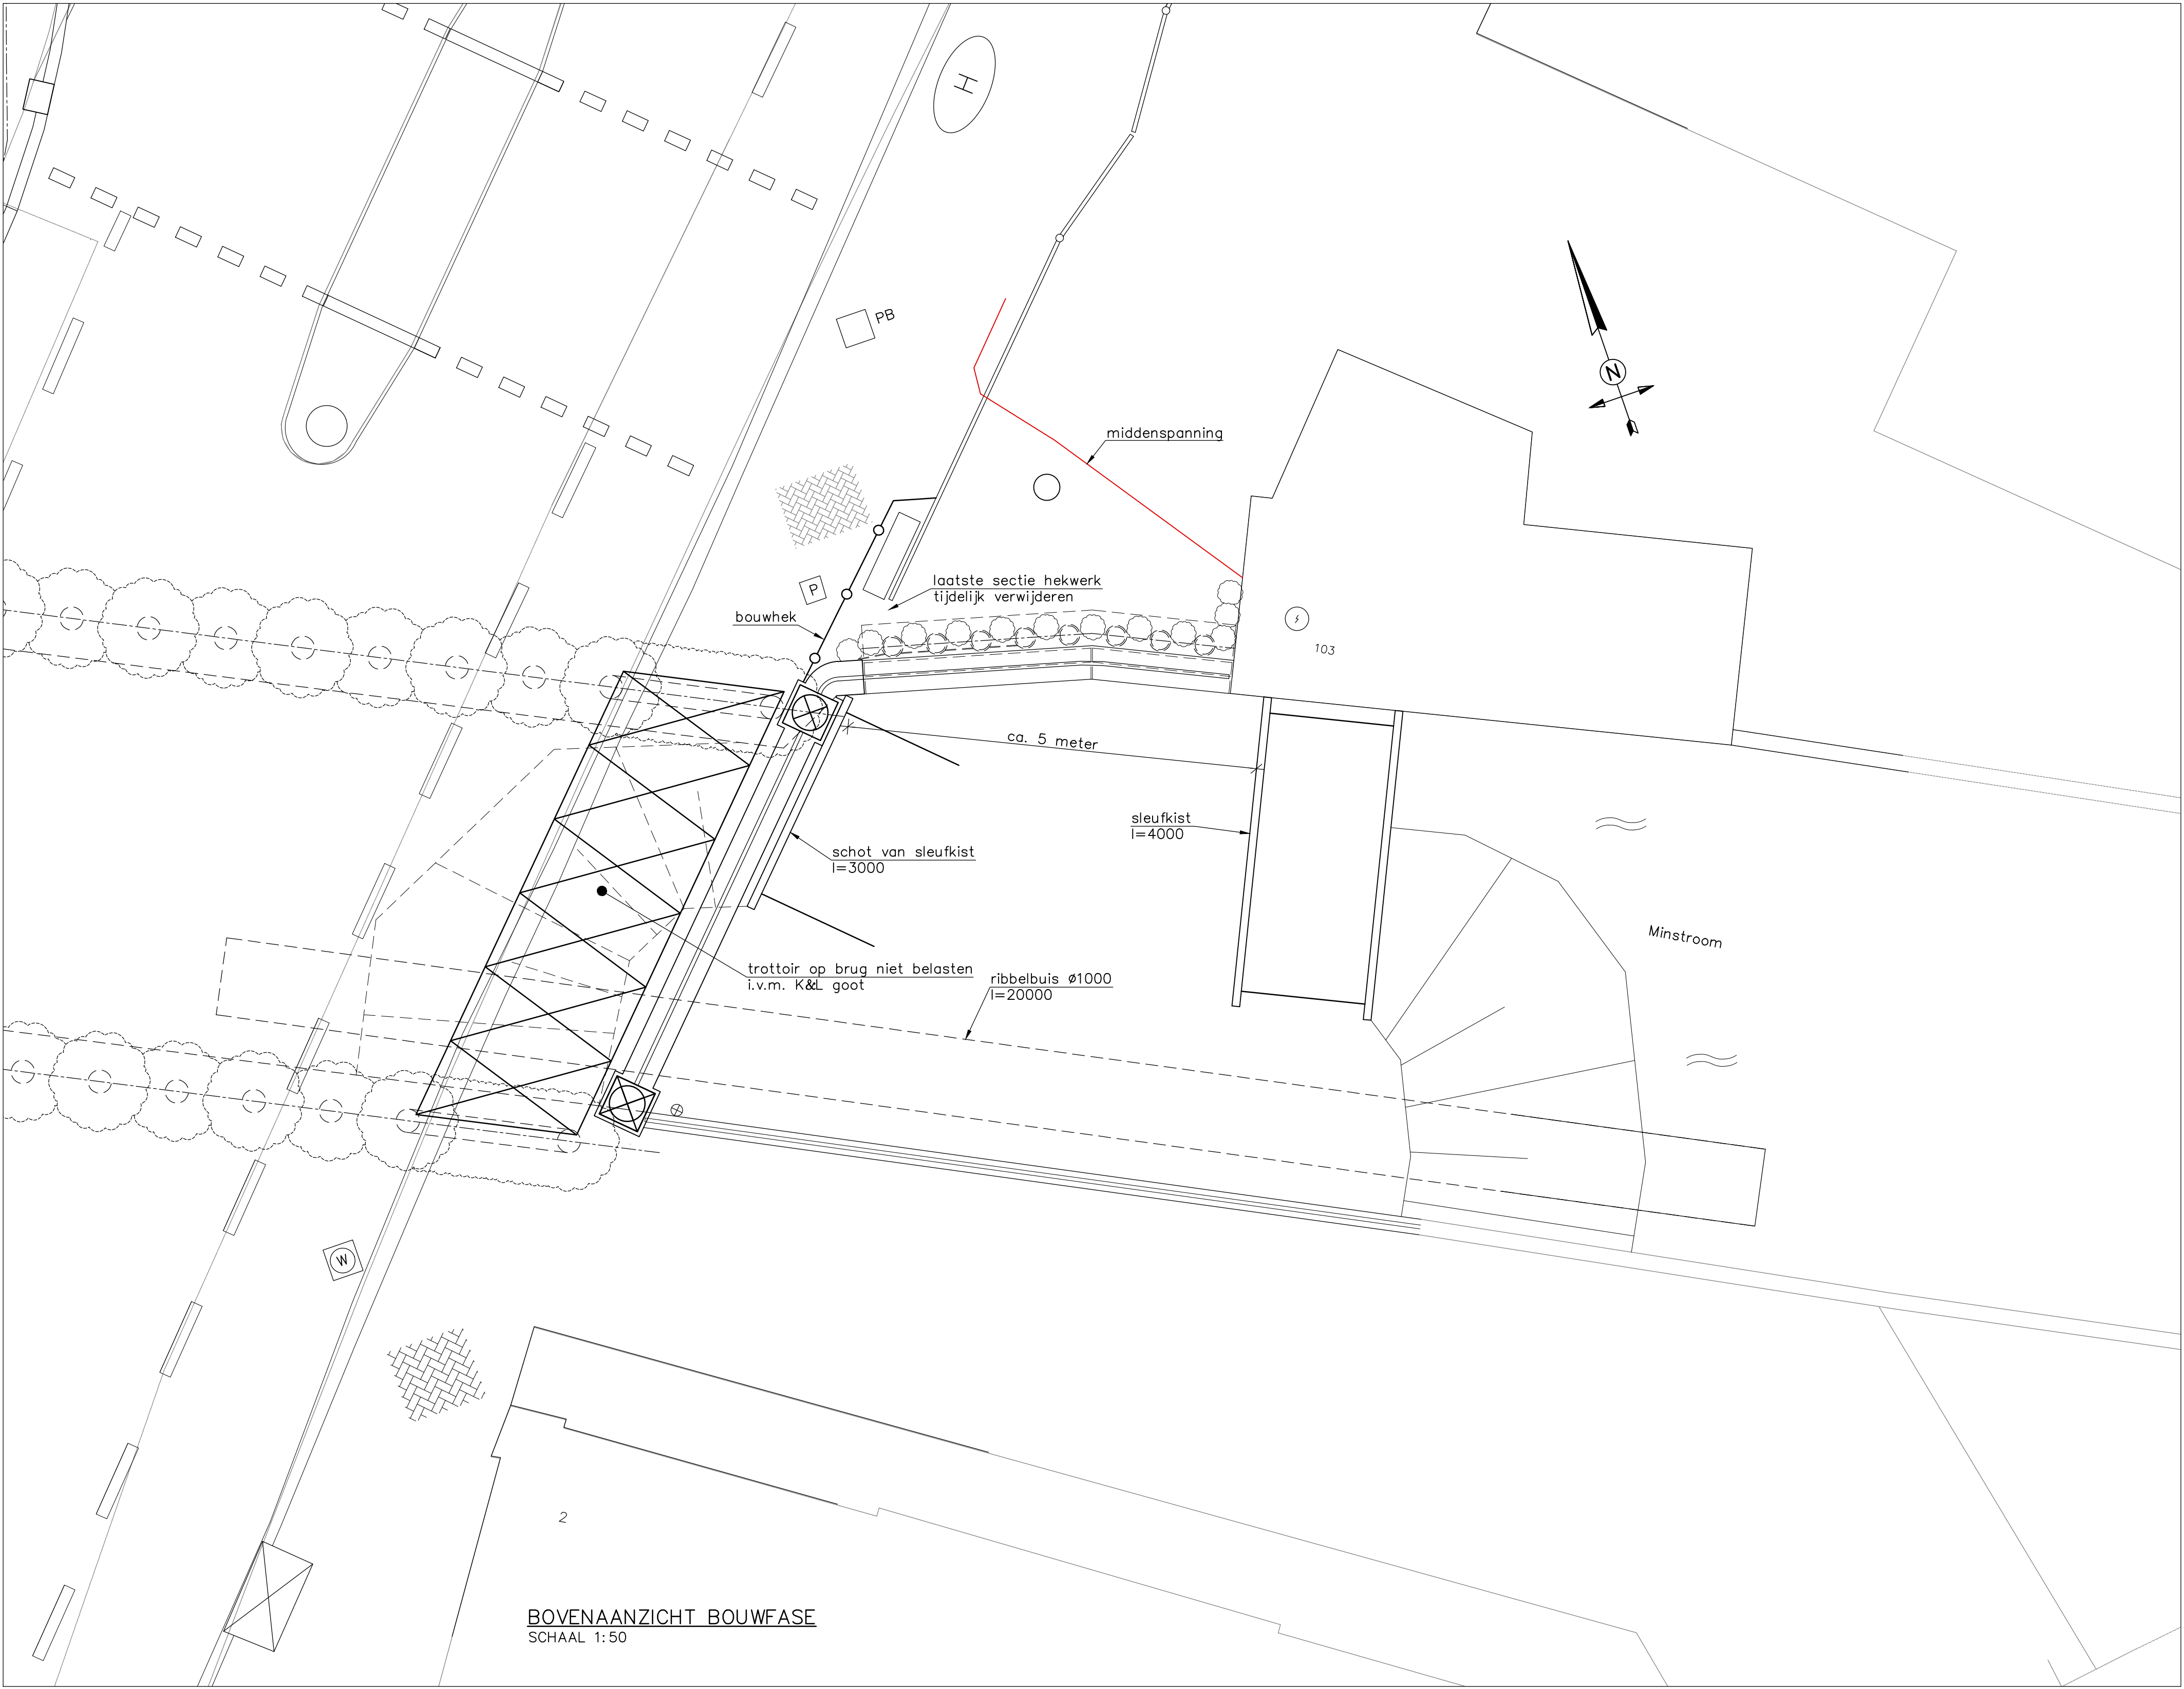 H
PB
N
middenspanning
P
laatste sectie hekwerk
tijdelijk verwijderen
bouwhek
103
ca. 5 meter
sleufkist
l=4000
schot van sleufkist
l=3000
Minstroom
trottoir op brug niet belasten
i.v.m. K&L goot
ribbelbuis ø1000
l=20000
W
2
BOVENAANZICHT BOUWFASE
SCHAAL 1:50